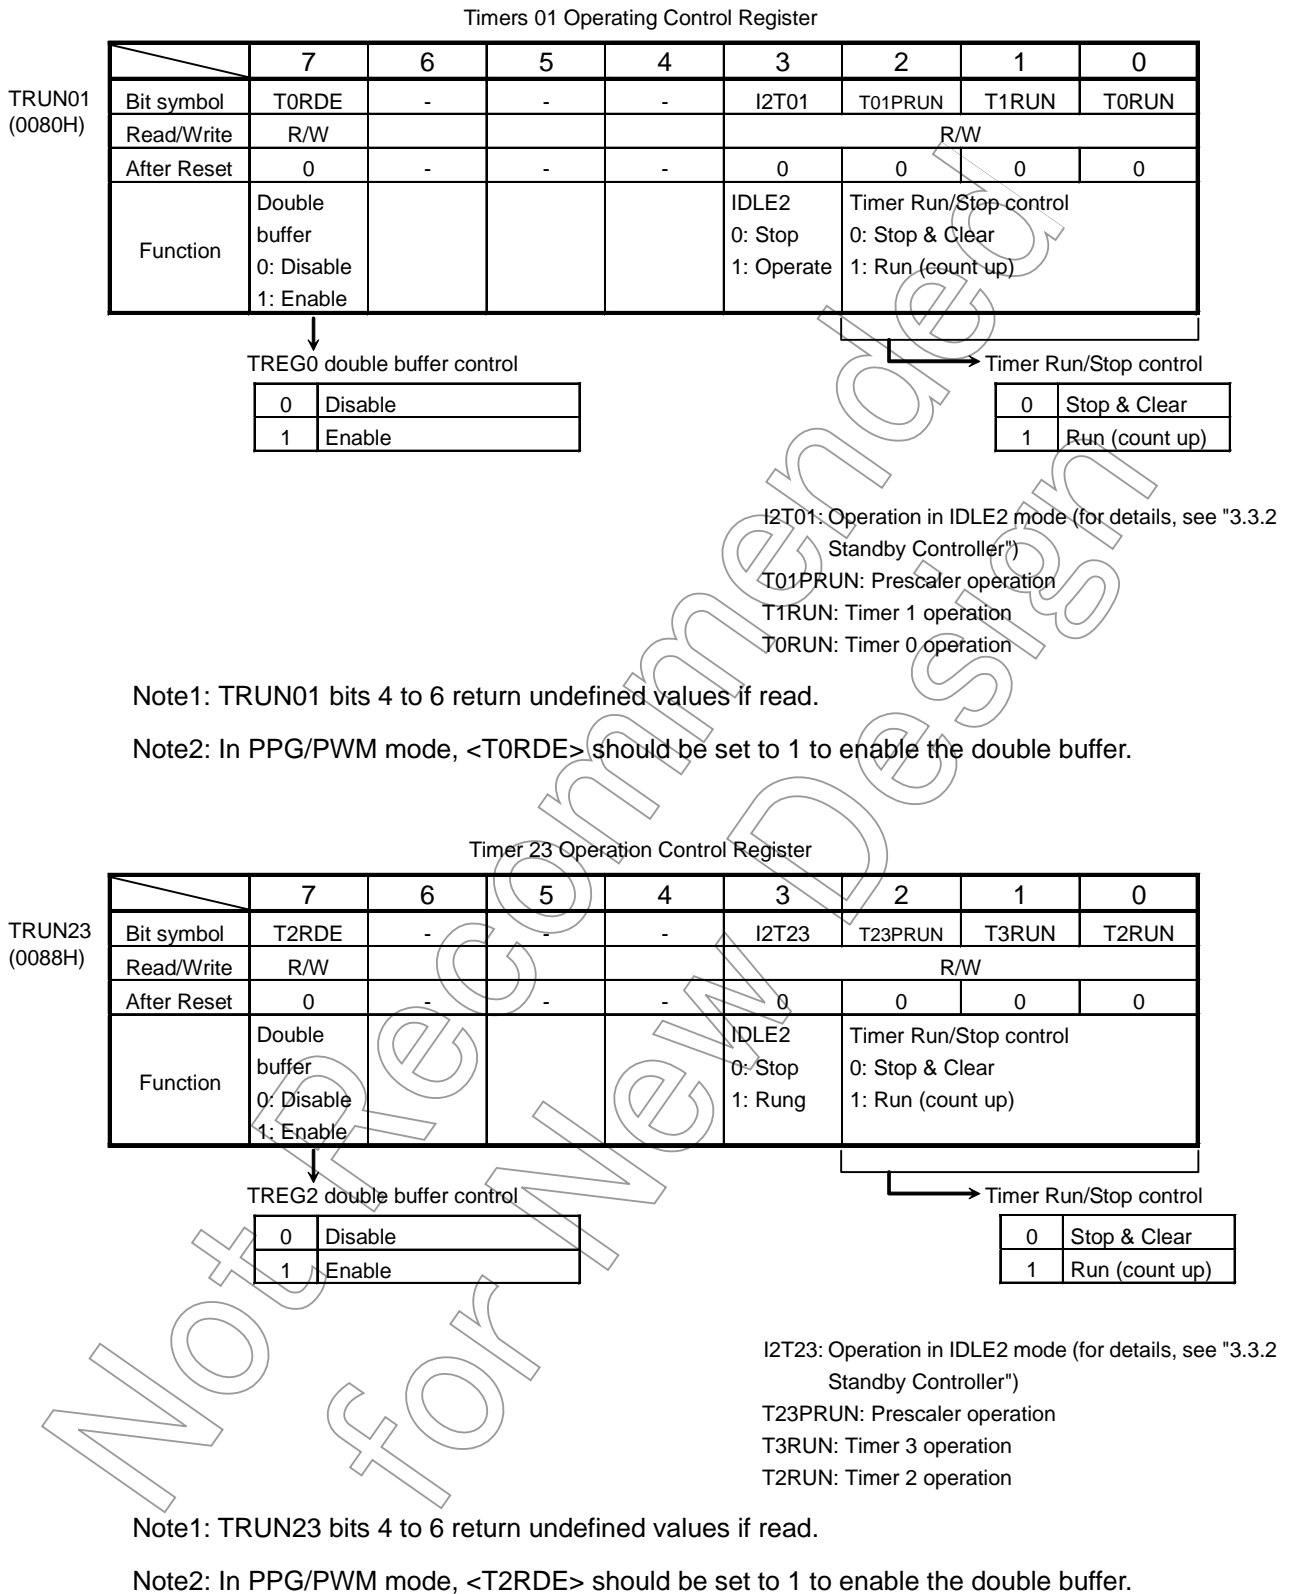 Timers 01 Operating Control Register
7 6 5 4 3 2 1 0
TRUN01 (0080H)
Bit symbol T0RDE - - - I2T01 T01PRUN T1RUN T0RUN
Read/Write R/W R/W
After Reset 0 - - - 0 0 0 0
Function
Double
buffer
0: Disable
1: Enable
IDLE2
0: Stop
1: Operate
Timer Run/Stop control
0: Stop & Clear
1: Run (count up)
TREG0 double buffer control
0 Disable
1 Enable
Timer Run/Stop control
0 Stop & Clear
1 Run (count up)
I2T01: Operation in IDLE2 mode (for details, see "3.3.2
Standby Controller")
T01PRUN: Prescaler operation
T1RUN: Timer 1 operation
T0RUN: Timer 0 operation
Note1: TRUN01 bits 4 to 6 return undefined values if read.
Note2: In PPG/PWM mode, <T0RDE> should be set to 1 to enable the double buffer.
Timer 23 Operation Control Register
7 6 5 4 3 2 1 0
TRUN23 (0088H)
Bit symbol T2RDE - - - I2T23 T23PRUN T3RUN T2RUN
Read/Write R/W R/W
After Reset 0 - - - 0 0 0 0
Function
Double
buffer
0: Disable
1: Enable
IDLE2
0: Stop
1: Rung
Timer Run/Stop control
0: Stop & Clear
1: Run (count up)
TREG2 double buffer control
0 Disable
1 Enable
Timer Run/Stop control
0 Stop & Clear
1 Run (count up)
I2T23: Operation in IDLE2 mode (for details, see "3.3.2
Standby Controller")
T23PRUN: Prescaler operation
T3RUN: Timer 3 operation
T2RUN: Timer 2 operation
Note1: TRUN23 bits 4 to 6 return undefined values if read.
Note2: In PPG/PWM mode, <T2RDE> should be set to 1 to enable the double buffer.
Not Recommended
for New Design